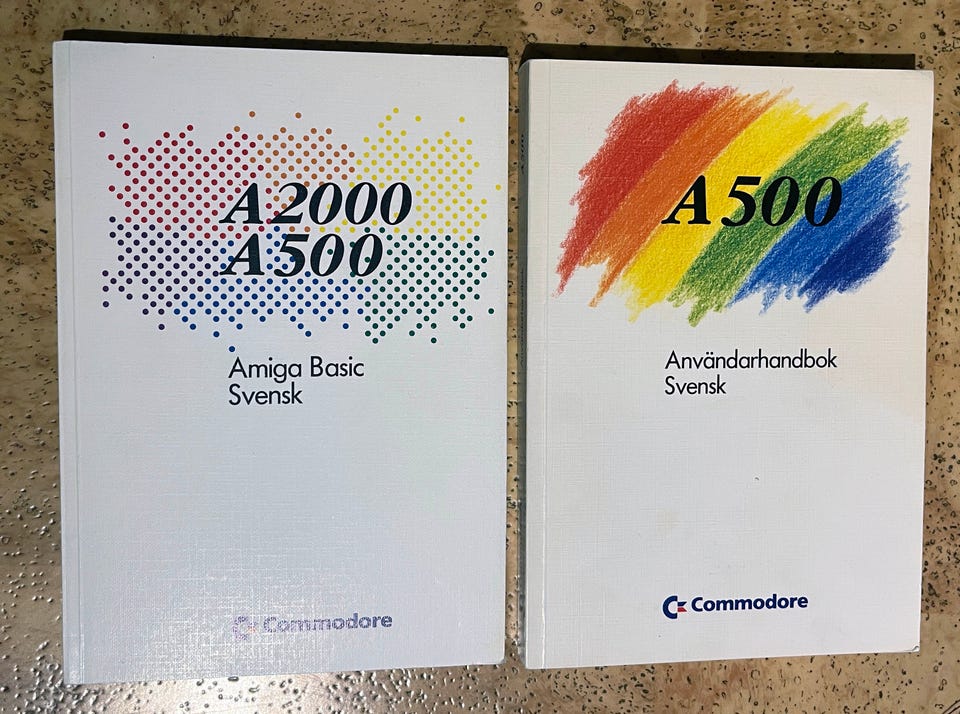 A2000
A500
Amiga Basic
Svensk
Commodore
A500
Användarhandbok
Svensk
Commodore